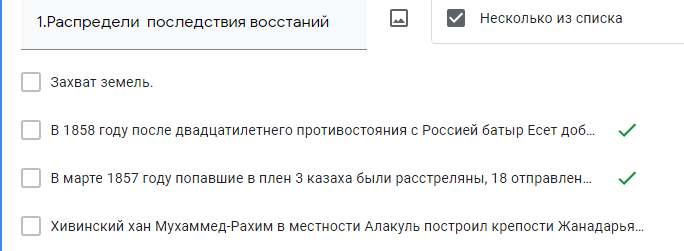 1.Распредели последствия восстаний
Несколько из списка
Захват земель.
В 1858 году после двадцатилетнего противостояния с Россией батыр Есет доб...
В марте 1857 году попавшие в плен 3 казаха были расстреляны, 18 отправлен...
Хивинский хан Мухаммед-Рахим в местности Алакуль построил крепости Жанадарья...